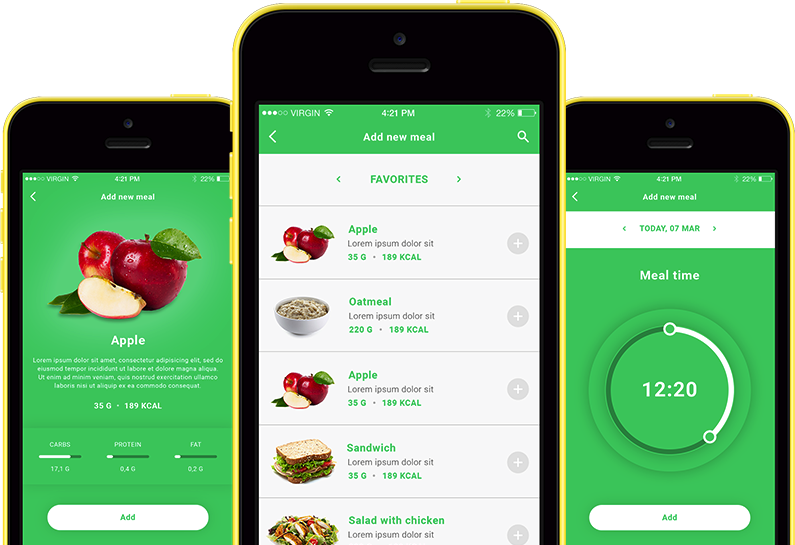 ●●●○○ VIRGIN 4:21 PM 22%
Add new meal
Apple
Lorem ipsum dolor sit amet, consectetur adipisicing elit, sed do
eiusmod tempor incididunt ut labore et dolore magna aliqua.
Ut enim ad minim veniam, quis nostrud exercitation ullamco
laboris nisi ut aliquip ex ea commodo consequat.
35 G • 189 KCAL
CARBS PROTEIN FAT
17,1 G 0,4 G 0,2 G
Add
●●●○○ VIRGIN 4:21 PM 22%
Add new meal
FAVORITES
Apple
Lorem ipsum dolor sit
35 G • 189 KCAL
Oatmeal
Lorem ipsum dolor sit
220 G • 189 KCAL
Apple
Lorem ipsum dolor sit
35 G • 189 KCAL
Sandwich
Lorem ipsum dolor sit
35 G • 189 KCAL
Salad with chicken
Lorem ipsum dolor sit
●●●○○ VIRGIN 4:21 PM 22%
Add new meal
TODAY, 07 MAR
Meal time
12:20
Add